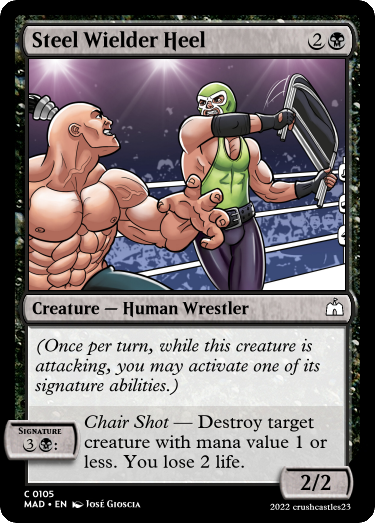 Steel Wielder Heel 2
Creature — Human Wrestler
(Once per turn, while this creature is
attacking, you may activate one of its
signature abilities.)
Signature
3 :
Chair Shot — Destroy target
creature with mana value 1 or
less. You lose 2 life.
2/2
C 0105
MAD • EN José Gioscia
2022 crushcastles23